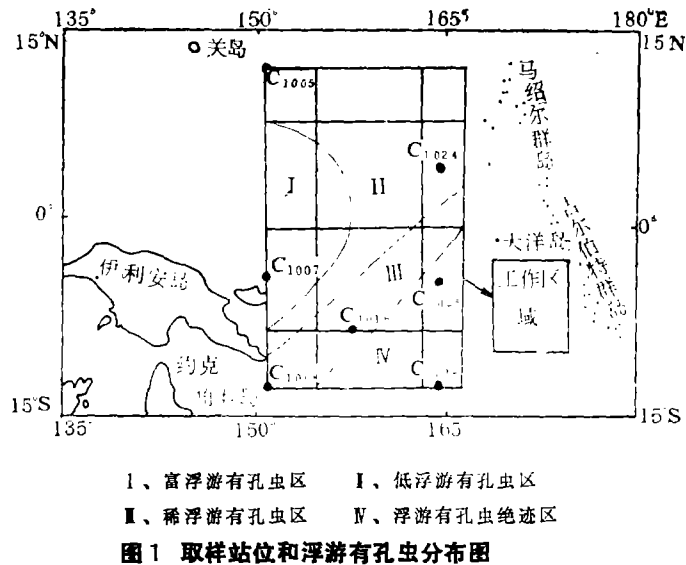 135° 150° 165° 180°E
15°N 15N
关岛
C1005
马绍尔群岛
C1024
I II
0° 0°
吉尔伯特群岛
大洋岛
伊利安岛
C1007
III
工作区
域
IV
约克
15°S 15°S
135° 150° 165
I、富浮游有孔虫区 II、低浮游有孔虫区
III、稀浮游有孔虫区 IV、浮游有孔虫绝迹区
图1 取样站位和浮游有孔虫分布图